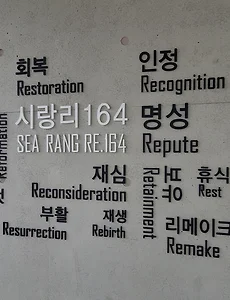 회복
Restoration
인정
Recognition
시랑리164
SEA RANG RE.164
명성
Repute
Reformation
재심
Reconsideration
Retainment
휴식
Rest
부활
Resurrection
재생
Rebirth
리메이크
Remake